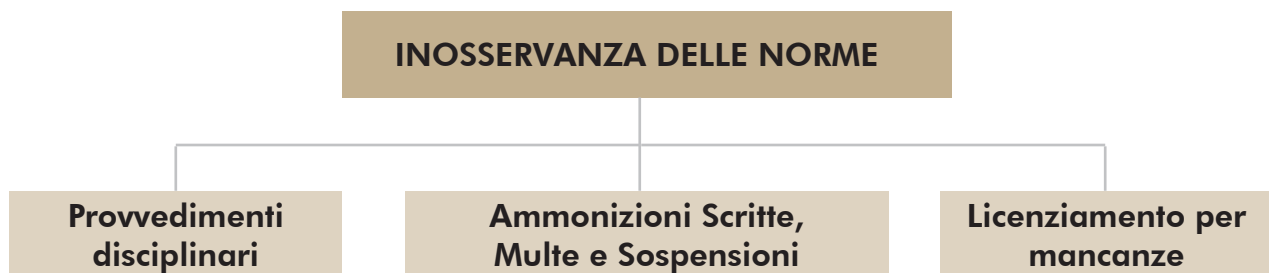 INOSSERVANZA DELLE NORME
Provvedimenti
disciplinari
Ammonizioni Scritte,
Multe e Sospensioni
Licenziamento per
mancanze